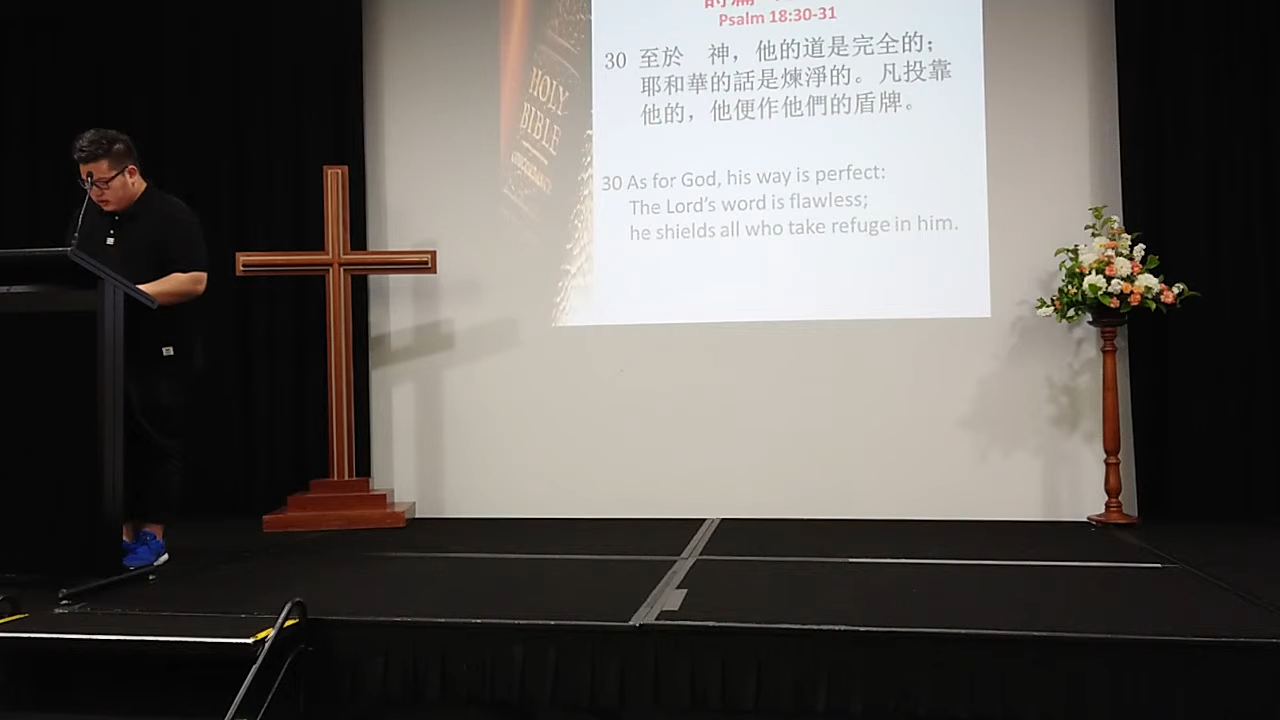 Psalm 18:30-31
30 至於　神，他的道是完全的；
耶和華的話是煉淨的。凡投靠
他的，他便作他們的盾牌。
30 As for God, his way is perfect:
The Lord's word is flawless;
he shields all who take refuge in him.
HOLY
BIBLE